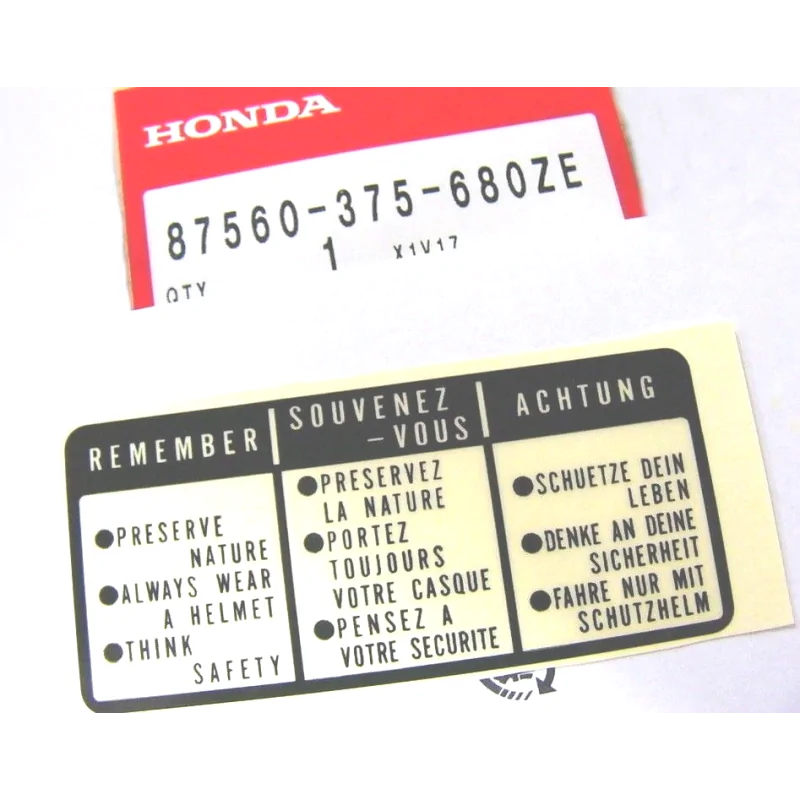 HONDA
87560-375-680ZE
1 X1V17
QTY
REMEMBER
●PRESERVE
NATURE
●ALWAYS WEAR
A HELMET
●THINK
SAFETY
SOUVENEZ
-VOUS
●PRESERVEZ
LA NATURE
●PORTEZ
TOUJOURS
VOTRE CASQUE
●PENSEZ A
VOTRE SECURITE
ACHTUNG
●SCHUETZE DEIN
LEBEN
●DENKE AN DEINE
SICHERHEIT
●FAHRE NUR MIT
SCHUTZHELM